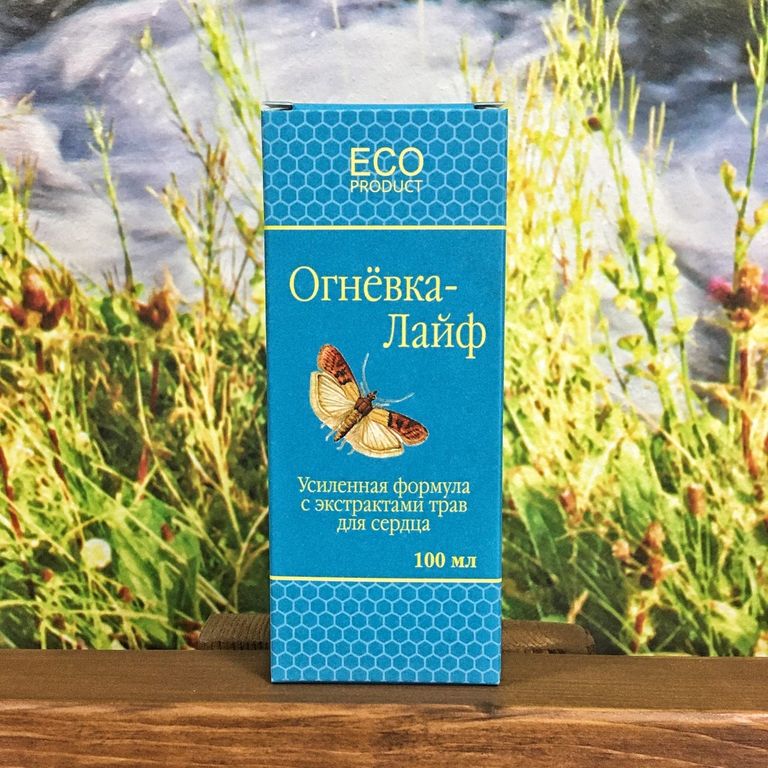 ECO
PRODUCT
Огнёвка-
Лайф
Усиленная формула
с экстрактами трав
для сердца
100 мл